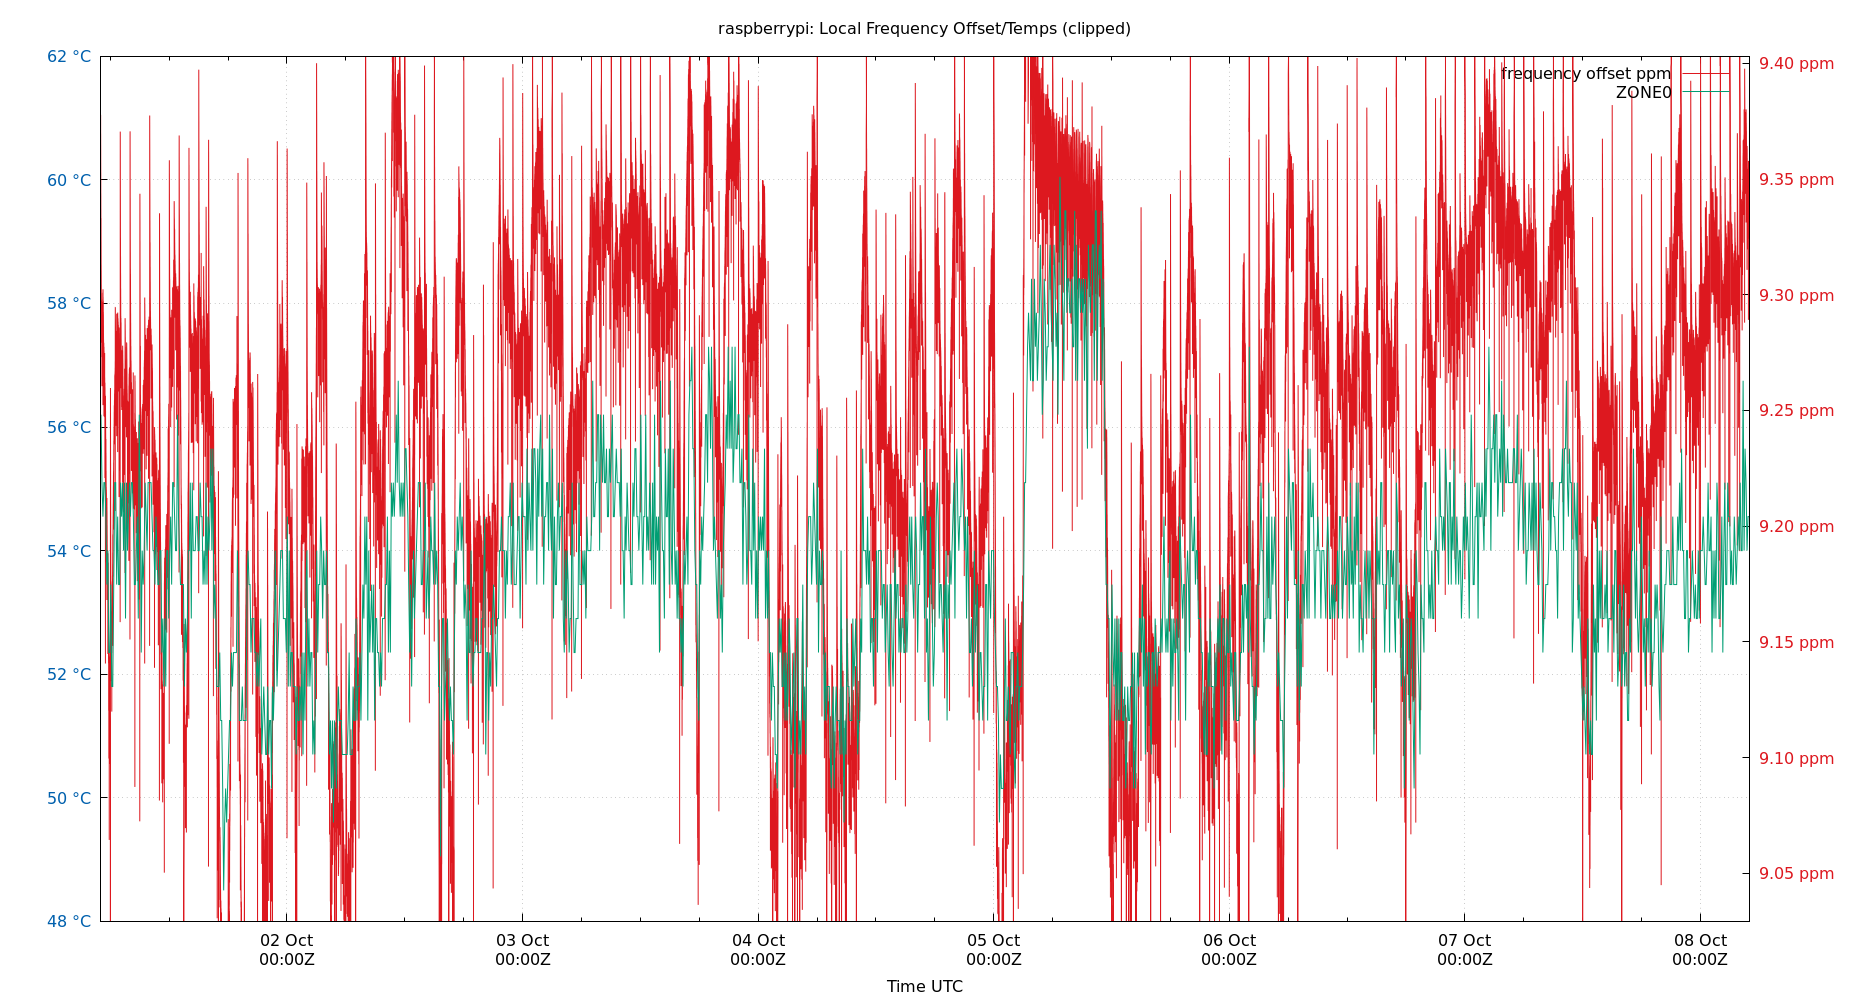 raspberrypi: Local Frequency Offset/Temps (clipped)
62 °C
60 °C
58 °C
56 °C
54 °C
52 °C
50 °C
48 °C
9.40 ppm
9.35 ppm
9.30 ppm
9.25 ppm
9.20 ppm
9.15 ppm
9.10 ppm
9.05 ppm
frequency offset ppm
ZONE0
02 Oct
00:00Z
03 Oct
00:00Z
04 Oct
00:00Z
05 Oct
00:00Z
06 Oct
00:00Z
07 Oct
00:00Z
08 Oct
00:00Z
Time UTC